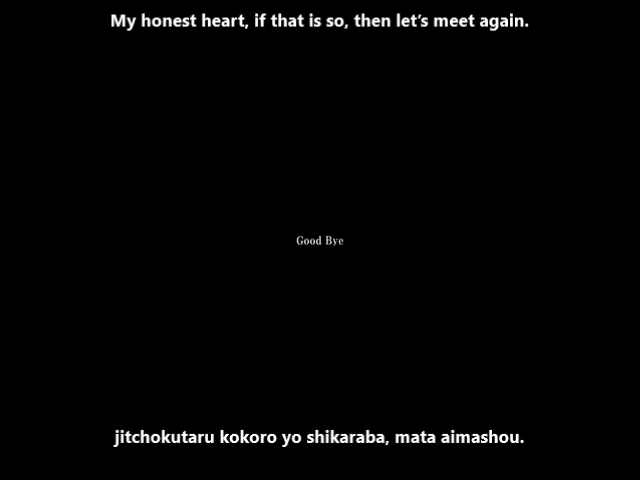 My honest heart, if that is so, then let's meet again.
Good Bye
jitchokutaru kokoro yo shikaraba, mata aimashou.